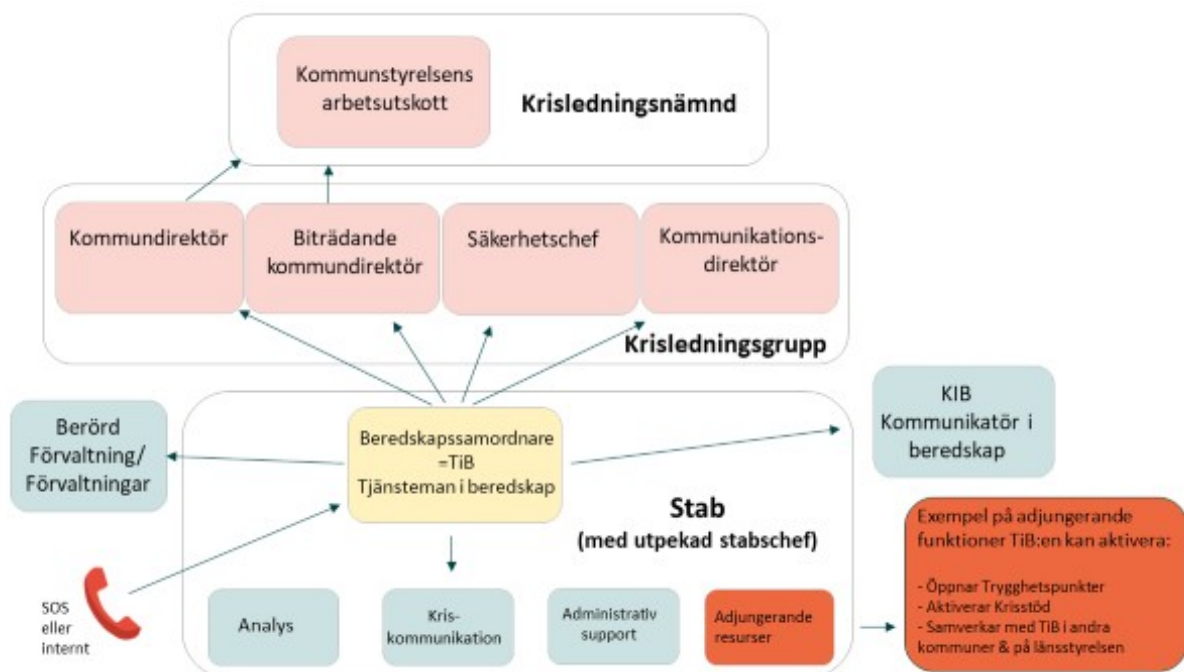 Kommunstyrelsens
arbetsutskott
Krisledningsnämnd
Kommundirektör
Biträdande
kommundirektör
Säkerhetschef
Kommunikations-
direktör
Krisledningsgrupp
KIB
Kommunikatör i
beredskap
Berörd
Förvaltning/
Förvaltningar
Beredskapssamordnare
=TiB
Tjänsteman i beredskap
Stab
(med utpekad stabschef)
Exempel på adjungerande
funktioner TiB:en kan aktivera:
- Öppnar Trygghetspunkter
- Aktiverar Krisstöd
- Samverkar med TiB i andra
kommuner & på länsstyrelsen
SOS
eller
internt
Analys
Kris-
kommunikation
Administrativ
support
Adjungerande
resurser